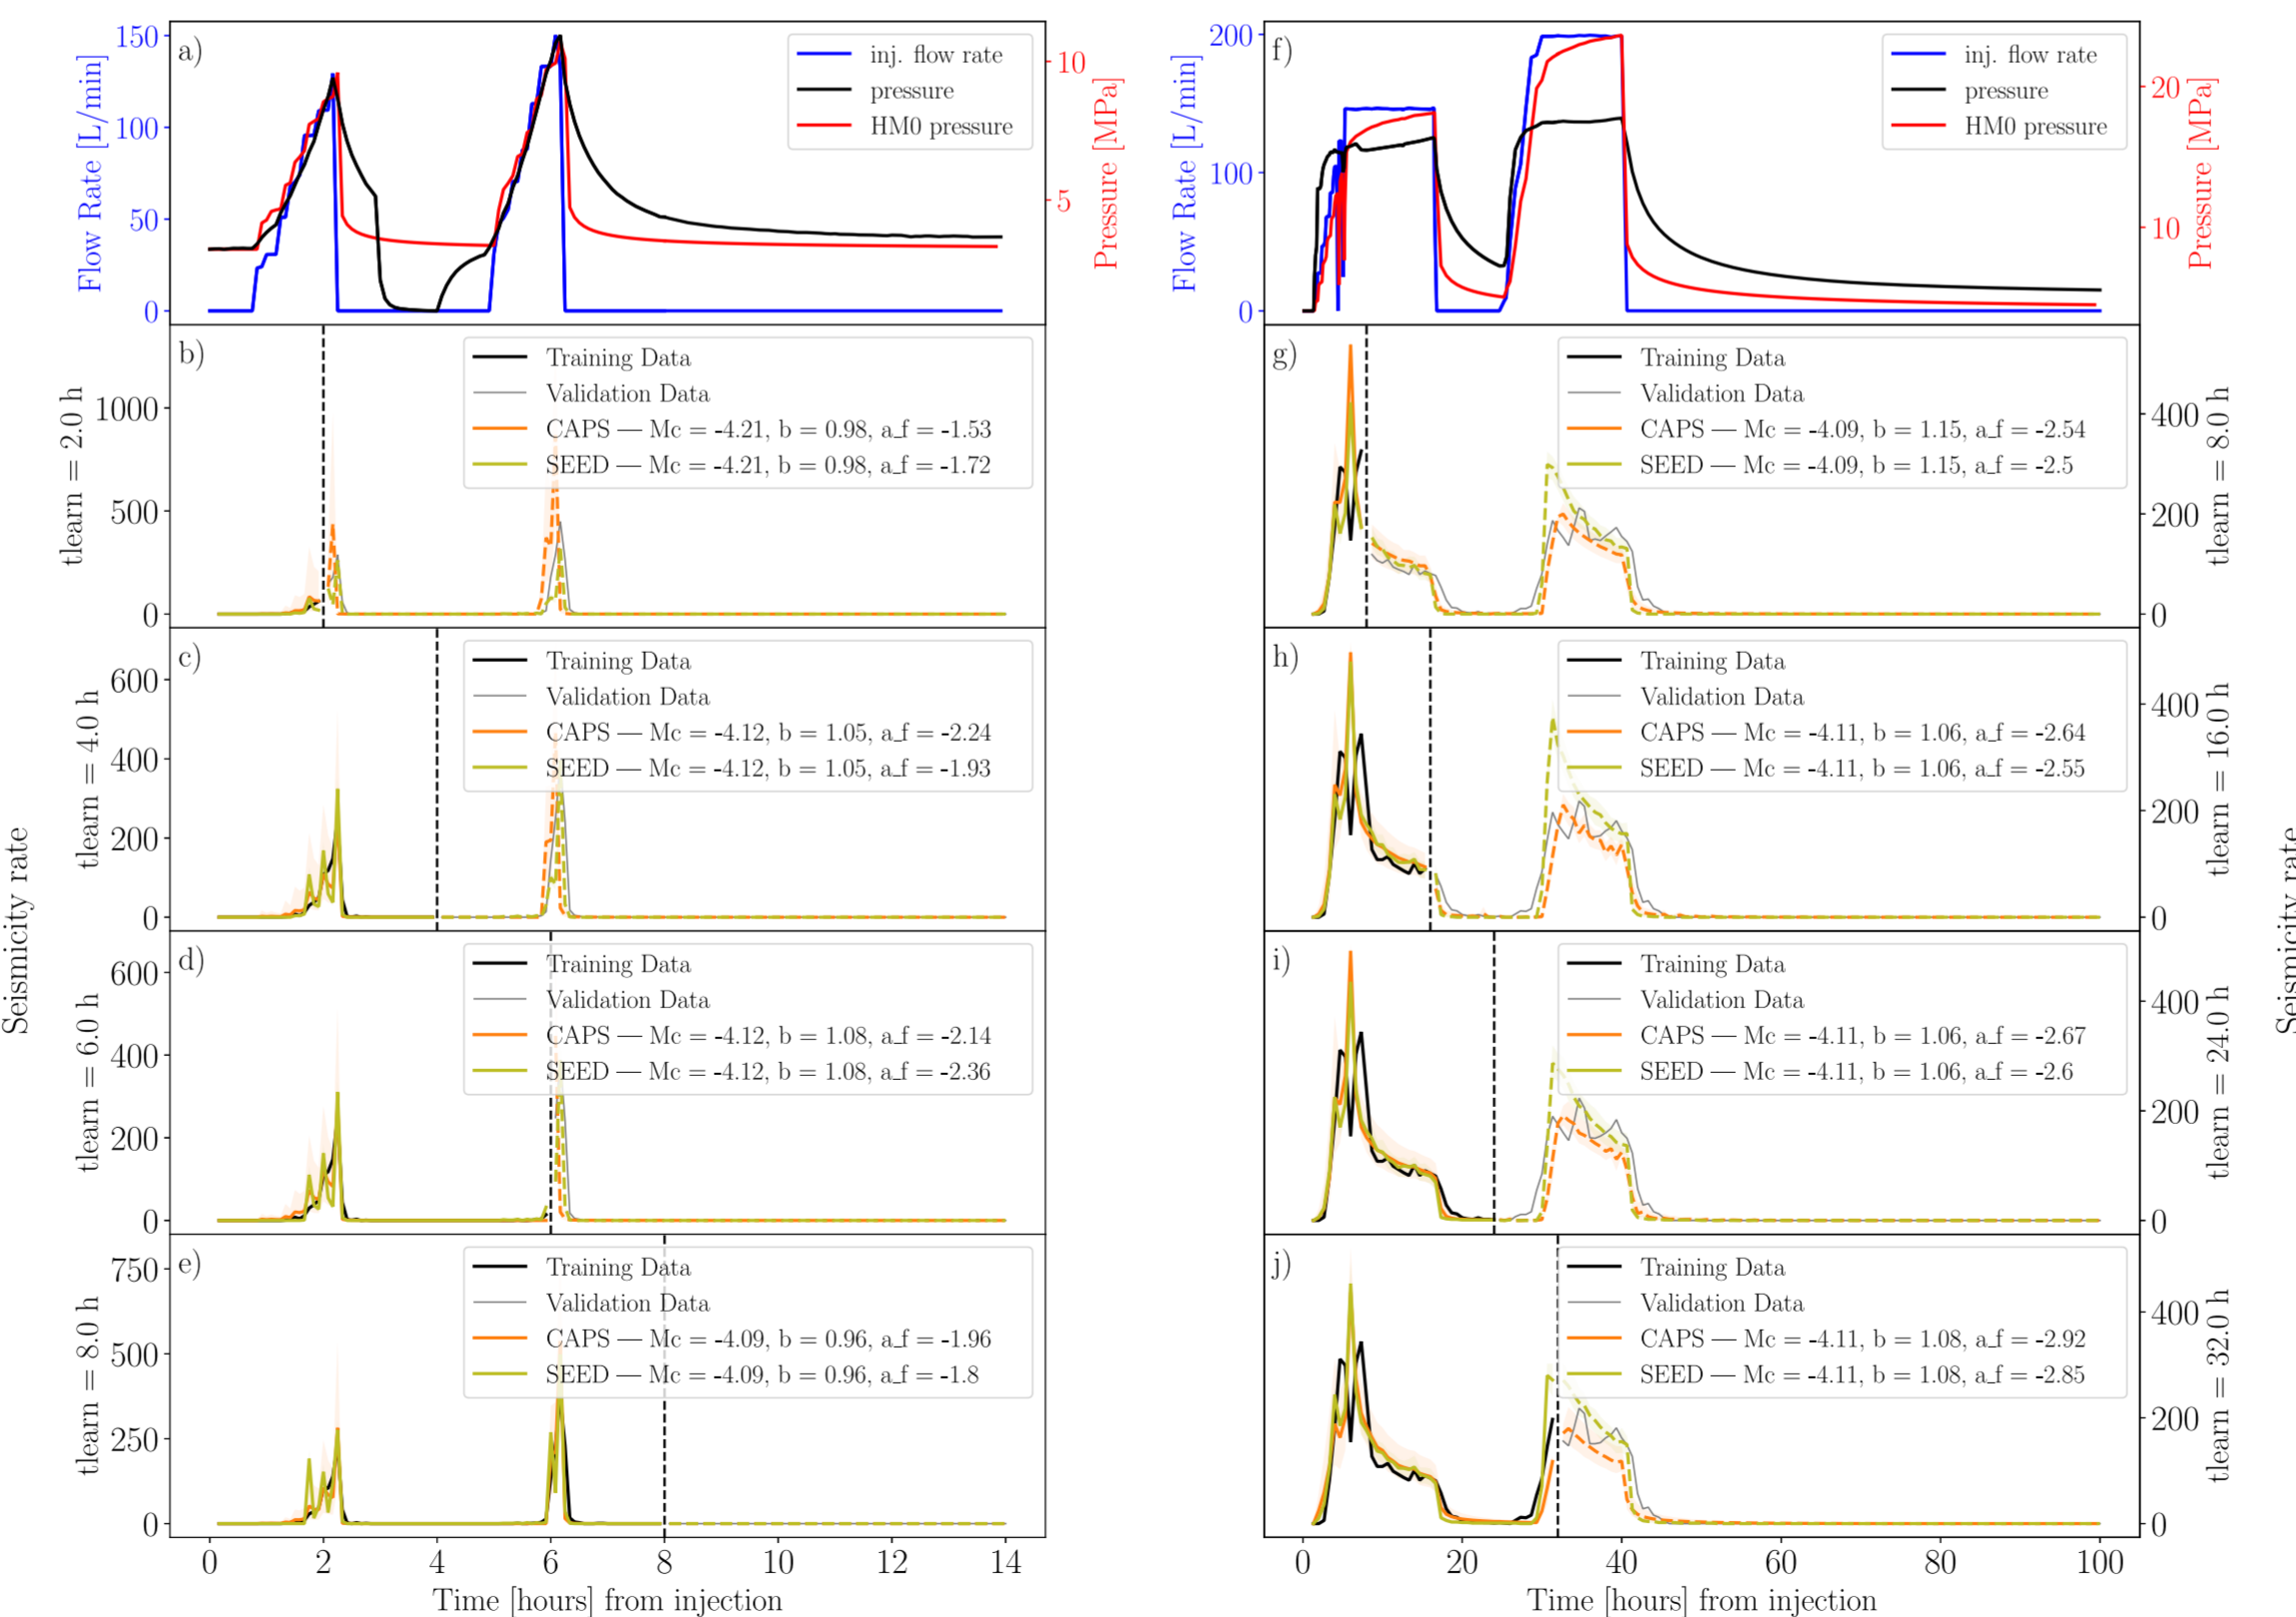 a)
150
100
50
0
Flow Rate [L/min]
inj. flow rate
pressure
HM0 pressure
10
5
Pressure [MPa]
b)
tlearn = 2.0 h
1000
500
0
Training Data
Validation Data
CAPS — Mc = -4.21, b = 0.98, a_f = -1.53
SEED — Mc = -4.21, b = 0.98, a_f = -1.72
c)
tlearn = 4.0 h
600
400
200
0
Training Data
Validation Data
CAPS — Mc = -4.12, b = 1.05, a_f = -2.24
SEED — Mc = -4.12, b = 1.05, a_f = -1.93
Seismicity rate
d)
tlearn = 6.0 h
600
400
200
0
Training Data
Validation Data
CAPS — Mc = -4.12, b = 1.08, a_f = -2.14
SEED — Mc = -4.12, b = 1.08, a_f = -2.36
e)
tlearn = 8.0 h
750
500
250
0
Training Data
Validation Data
CAPS — Mc = -4.09, b = 0.96, a_f = -1.96
SEED — Mc = -4.09, b = 0.96, a_f = -1.8
0 2 4 6 8 10 12 14
Time [hours] from injection
f)
200
100
0
Flow Rate [L/min]
inj. flow rate
pressure
HM0 pressure
20
10
Pressure [MPa]
g)
Training Data
Validation Data
CAPS — Mc = -4.09, b = 1.15, a_f = -2.54
SEED — Mc = -4.09, b = 1.15, a_f = -2.5
400
200
0
tlearn = 8.0 h
h)
Training Data
Validation Data
CAPS — Mc = -4.11, b = 1.06, a_f = -2.64
SEED — Mc = -4.11, b = 1.06, a_f = -2.55
400
200
0
tlearn = 16.0 h
Seismicity rate
i)
Training Data
Validation Data
CAPS — Mc = -4.11, b = 1.06, a_f = -2.67
SEED — Mc = -4.11, b = 1.06, a_f = -2.6
400
200
0
tlearn = 24.0 h
j)
Training Data
Validation Data
CAPS — Mc = -4.11, b = 1.08, a_f = -2.92
SEED — Mc = -4.11, b = 1.08, a_f = -2.85
400
200
0
tlearn = 32.0 h
0 20 40 60 80 100
Time [hours] from injection